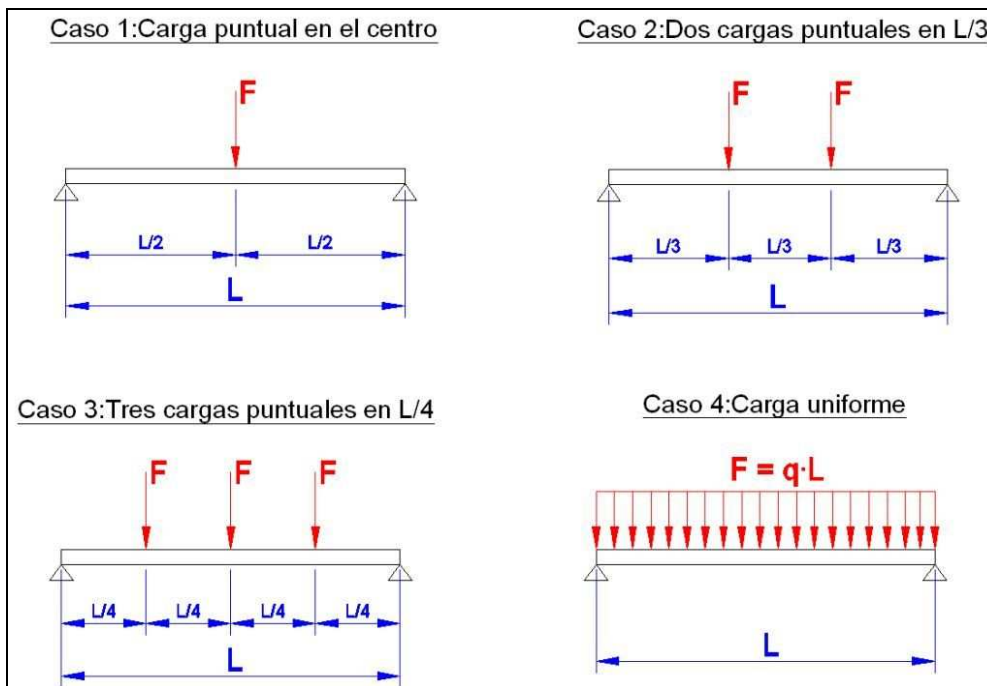 Caso 1:Carga puntual en el centro
F
L/2 L/2
L
Caso 2:Dos cargas puntuales en L/3
F F
L/3 L/3 L/3
L
Caso 3:Tres cargas puntuales en L/4
F F F
L/4 L/4 L/4 L/4
L
Caso 4:Carga uniforme
F = q·L
L